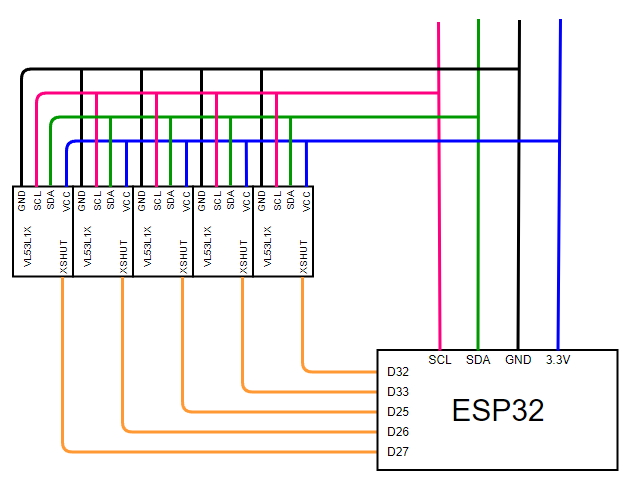 GND SCL SDA VCC GND SCL SDA VCC GND SCL SDA VCC GND SCL SDA VCC GND SCL SDA VCC
VL53L1X XSHUT VL53L1X XSHUT VL53L1X XSHUT VL53L1X XSHUT VL53L1X XSHUT
SCL SDA GND 3.3V
D32
D33
ESP32
D25
D26
D27